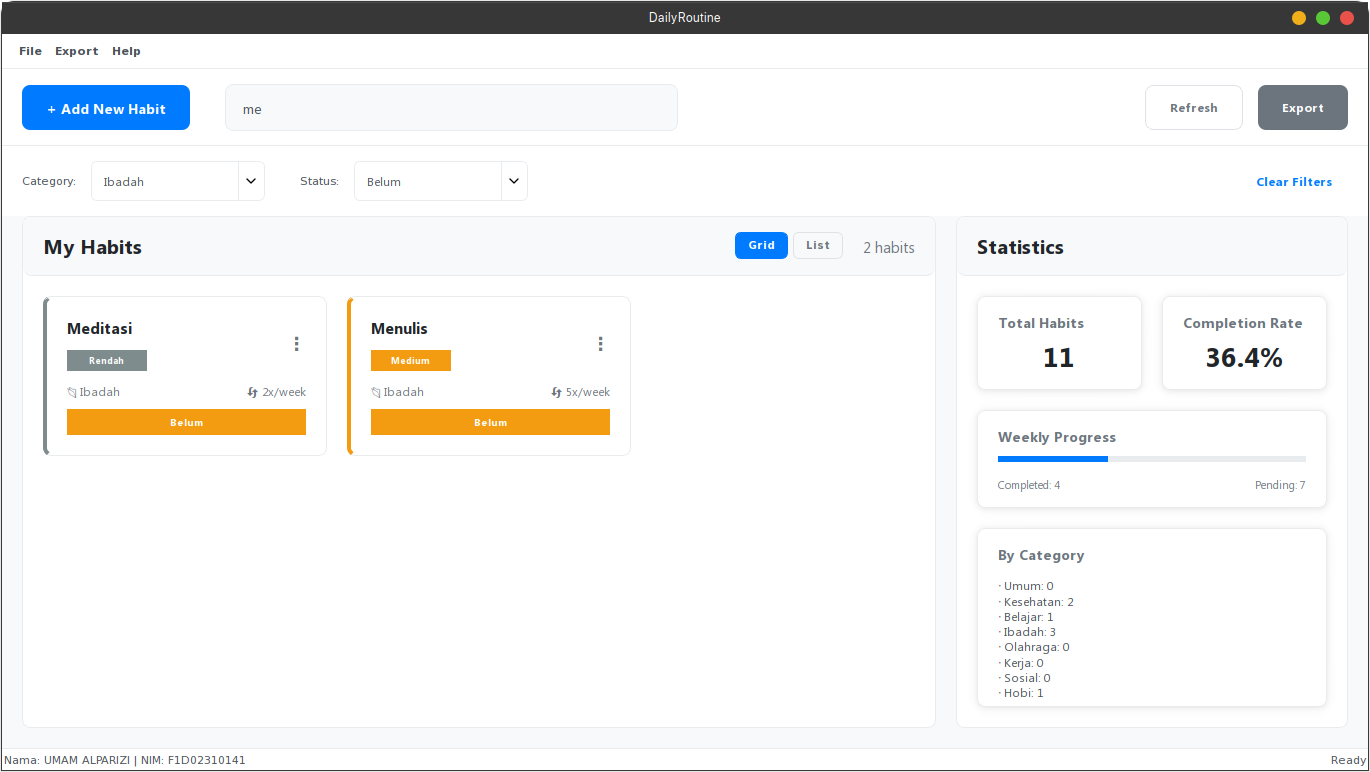 DailyRoutine
File Export Help
+ Add New Habit
me
Refresh
Export
Category:
Ibadah
Status:
Belum
Clear Filters
My Habits
Grid
List
2 habits
Meditasi
Rendah
Ibadah
2x/week
Belum
Menulis
Medium
Ibadah
5x/week
Belum
Statistics
Total Habits
11
Completion Rate
36.4%
Weekly Progress
Completed: 4
Pending: 7
By Category
· Umum: 0
· Kesehatan: 2
· Belajar: 1
· Ibadah: 3
· Olahraga: 0
· Kerja: 0
· Sosial: 0
· Hobi: 1
Nama: UMAM ALPARIZI | NIM: F1D02310141
Ready